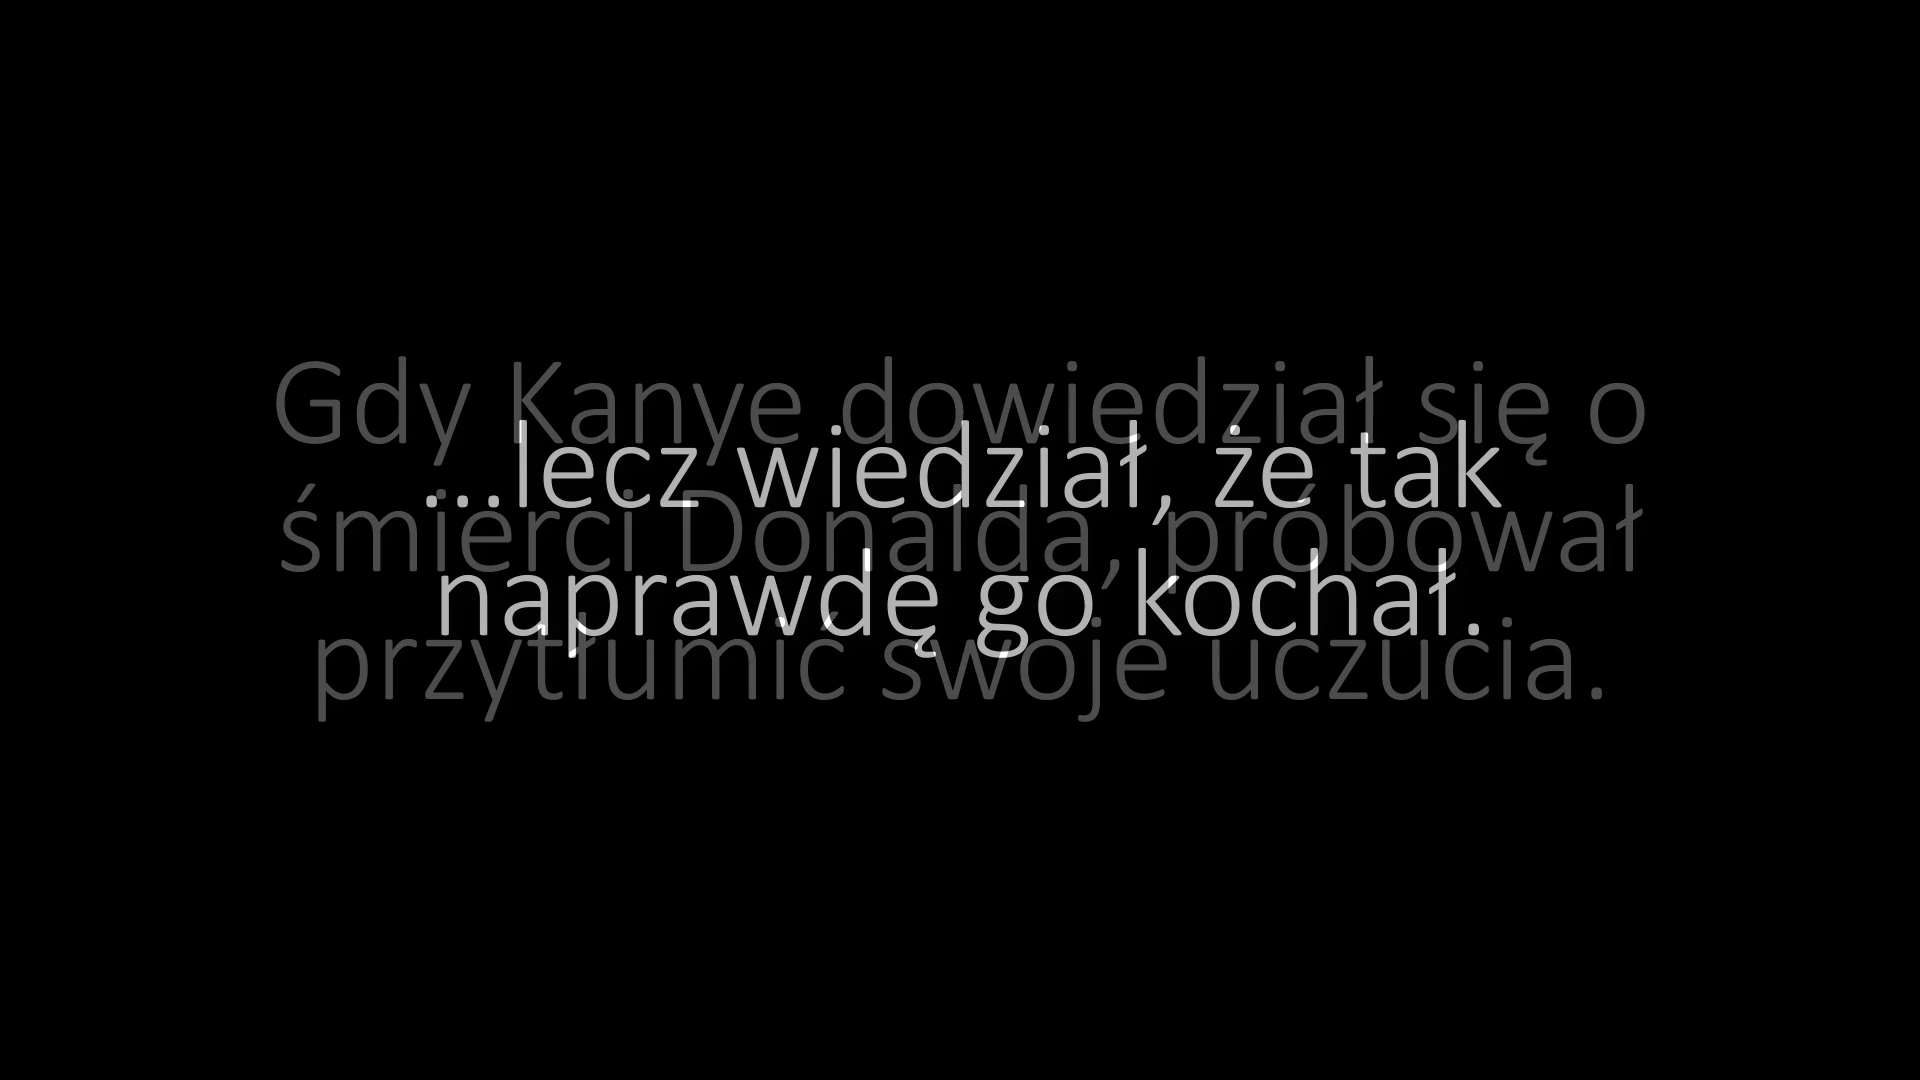 Gdy Kanye dowiedział się o
śmierci Donalda, próbował
przytłumić swoje uczucia.
...lecz wiedział, że tak
naprawdę go kochał.